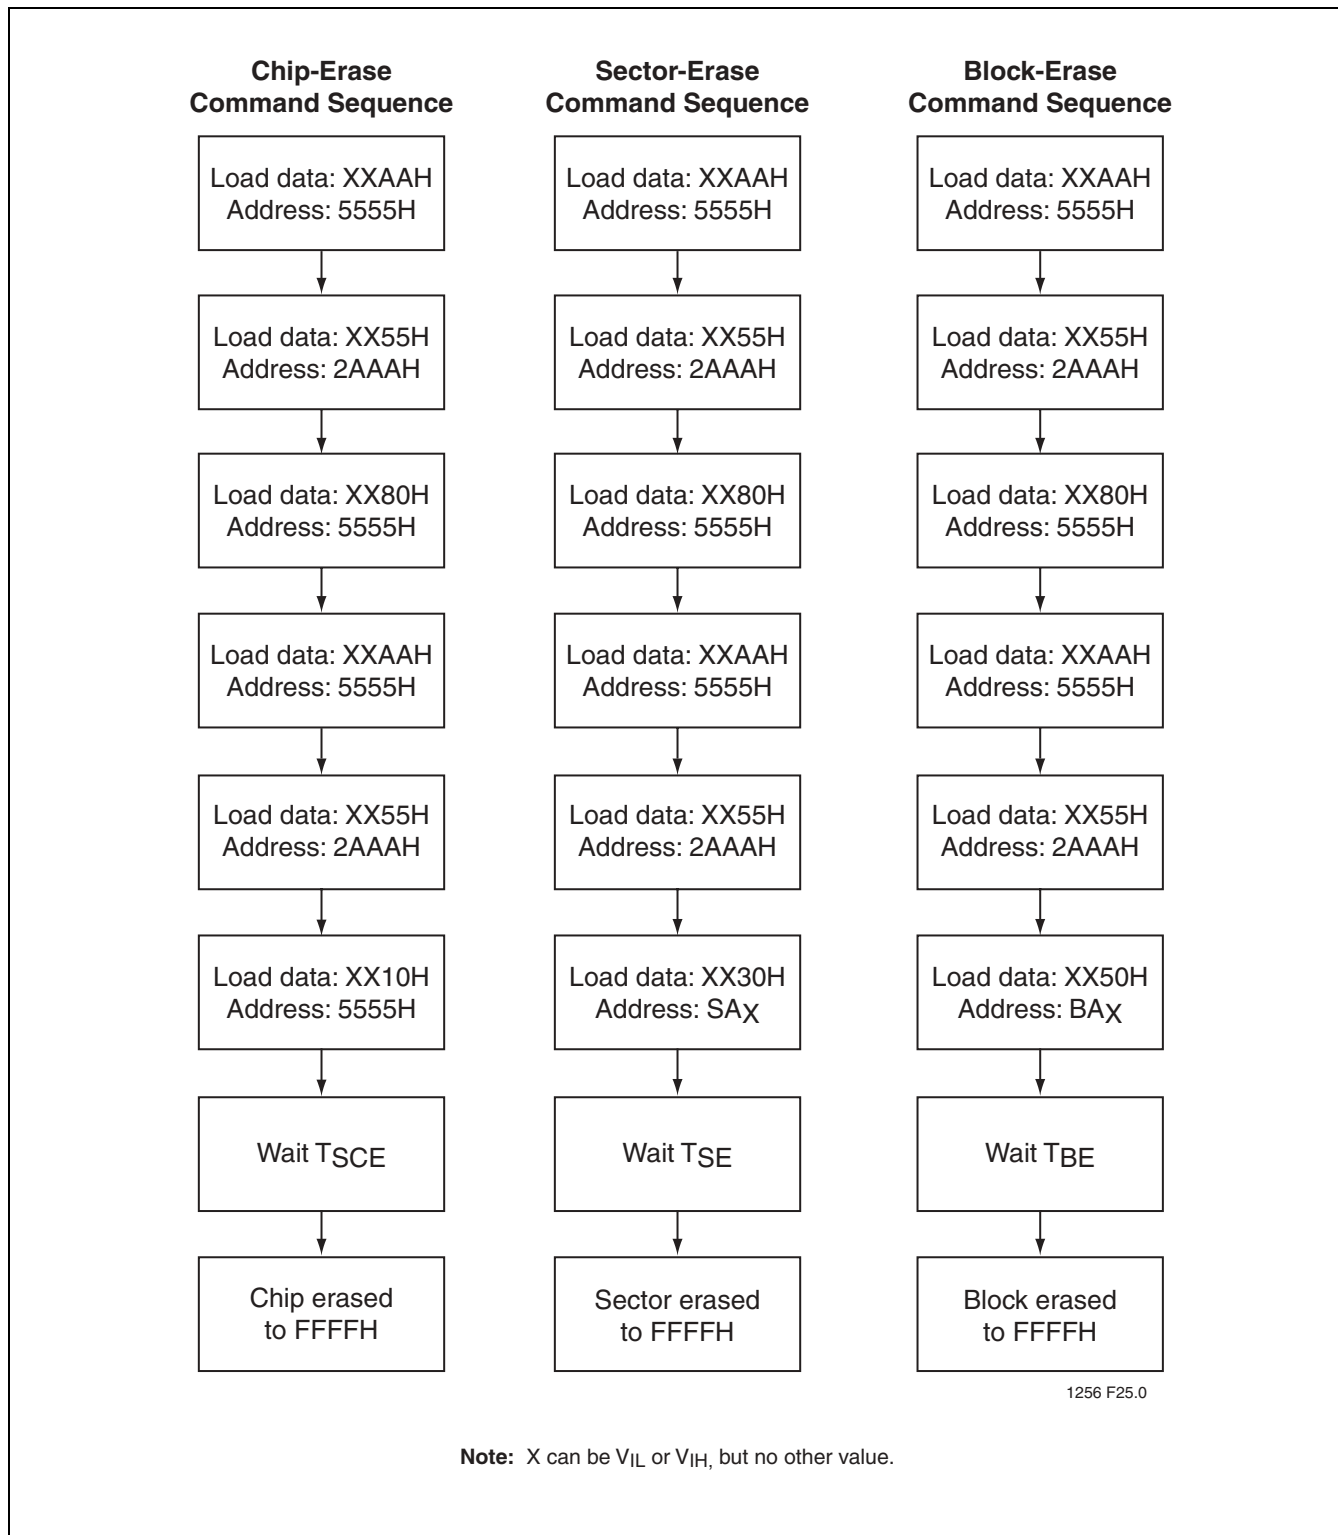 Chip-Erase
Command Sequence
Load data: XXAAH
Address: 5555H
Load data: XX55H
Address: 2AAAH
Load data: XX80H
Address: 5555H
Load data: XXAAH
Address: 5555H
Load data: XX55H
Address: 2AAAH
Load data: XX10H
Address: 5555H
Wait TSCE
Chip erased
to FFFFH
Sector-Erase
Command Sequence
Load data: XXAAH
Address: 5555H
Load data: XX55H
Address: 2AAAH
Load data: XX80H
Address: 5555H
Load data: XXAAH
Address: 5555H
Load data: XX55H
Address: 2AAAH
Load data: XX30H
Address: SAX
Wait TSE
Sector erased
to FFFFH
Block-Erase
Command Sequence
Load data: XXAAH
Address: 5555H
Load data: XX55H
Address: 2AAAH
Load data: XX80H
Address: 5555H
Load data: XXAAH
Address: 5555H
Load data: XX55H
Address: 2AAAH
Load data: XX50H
Address: BAX
Wait TBE
Block erased
to FFFFH
1256 F25.0
Note: X can be VIL or VIH, but no other value.